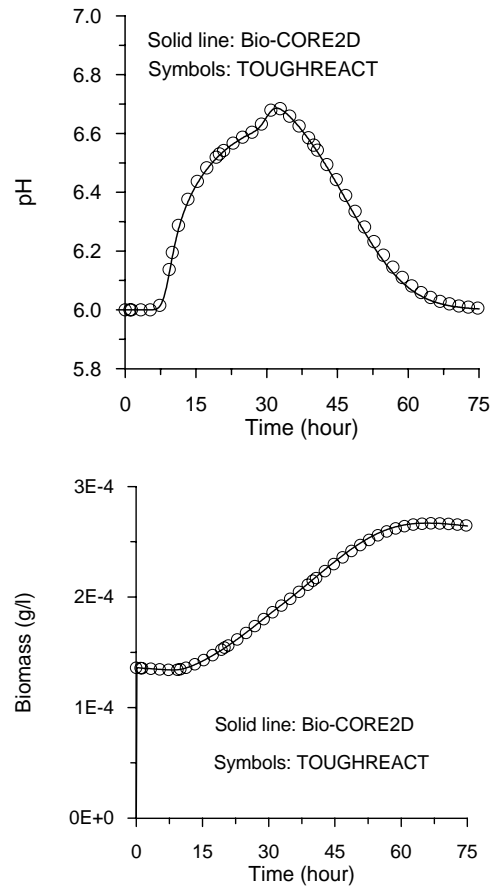 7.0
Solid line: Bio-CORE2D
Symbols: TOUGHREACT
6.8
6.6
6.4
6.2
6.0
5.8
pH
0 15 30 45 60 75
Time (hour)
3E-4
2E-4
1E-4
0E+0
Biomass (g/l)
Solid line: Bio-CORE2D
Symbols: TOUGHREACT
0 15 30 45 60 75
Time (hour)